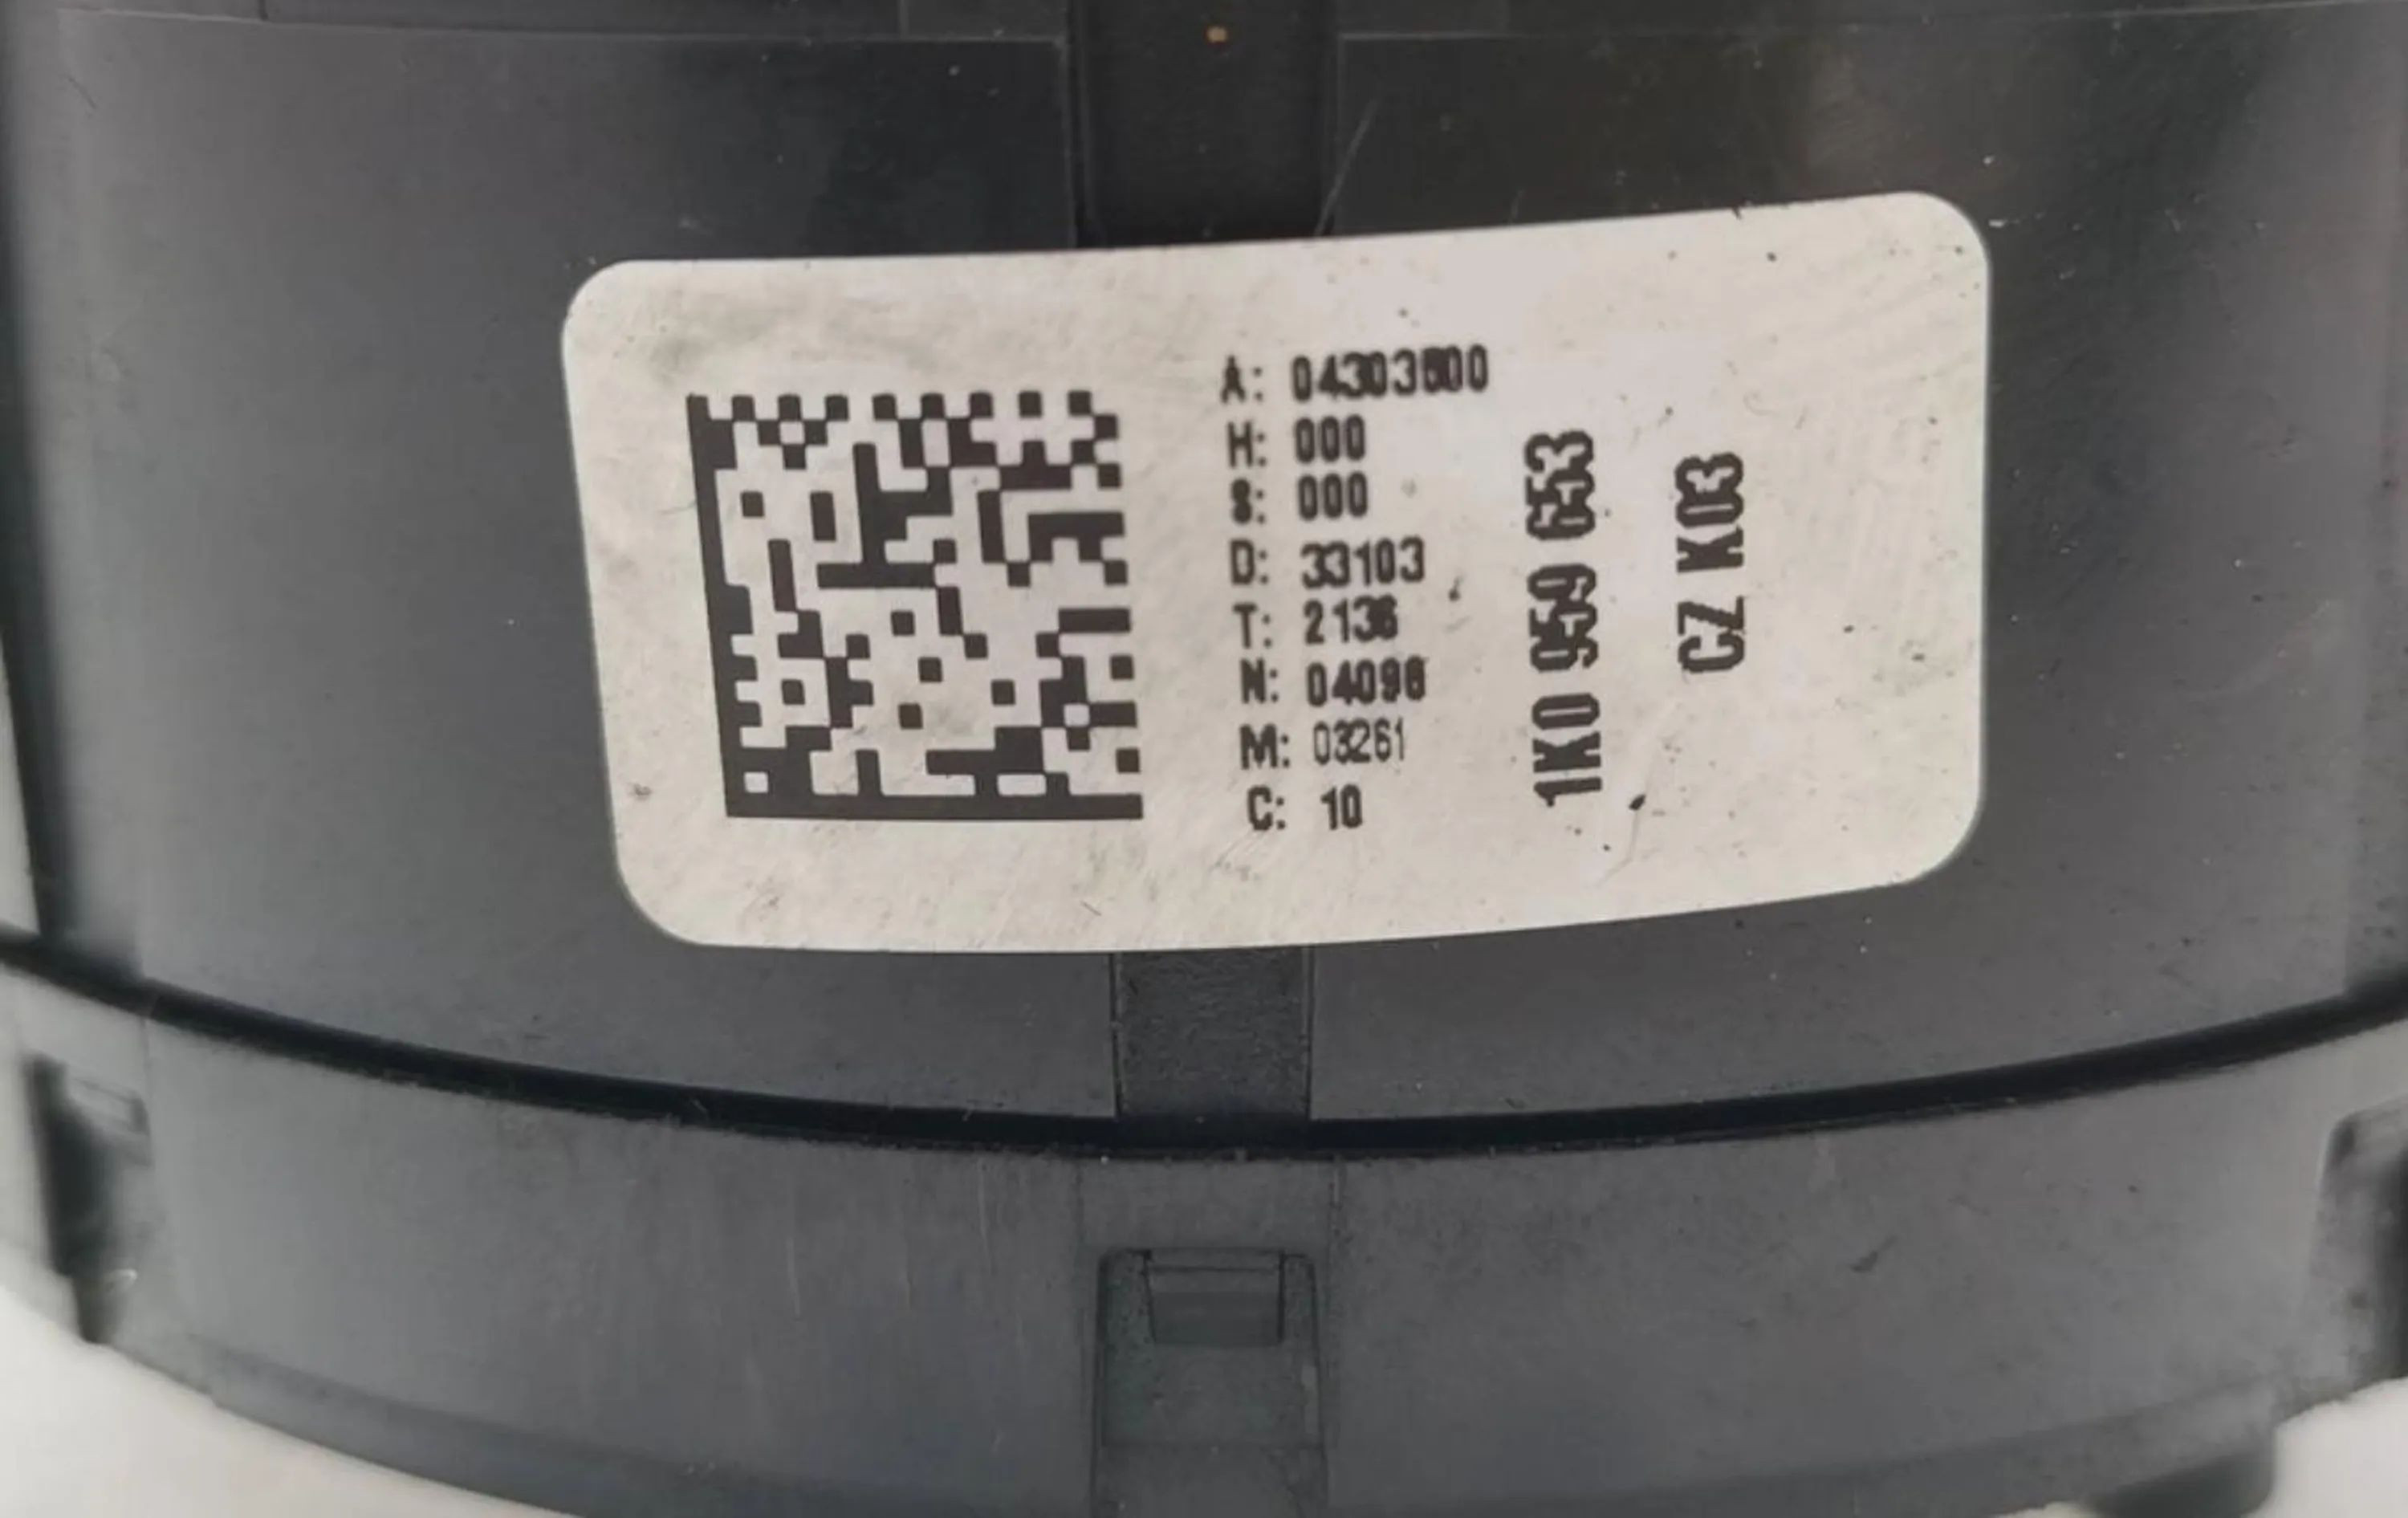 A: 04303600
H: 000
S: 000
D: 33103
T: 2136
N: 04096
M: 03261
C: 10
1K0 959 653
CZ K03